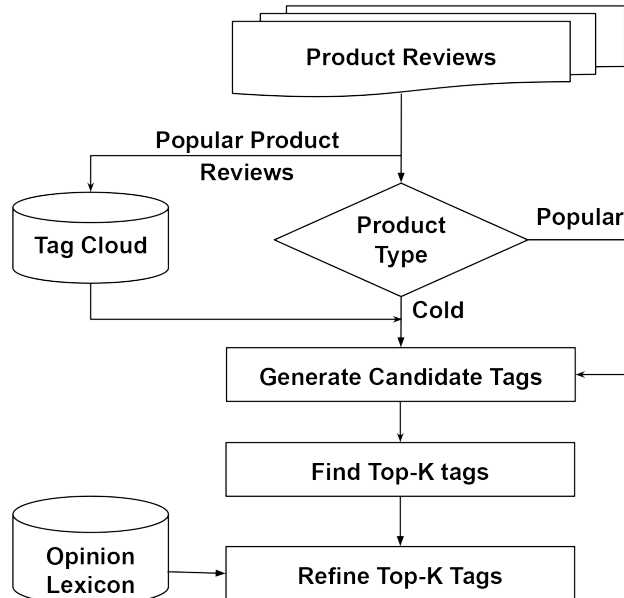 Product Reviews
Popular Product
Reviews
Product
Type
Popular
Tag Cloud
Cold
Generate Candidate Tags
Find Top-K tags
Opinion
Lexicon
Refine Top-K Tags